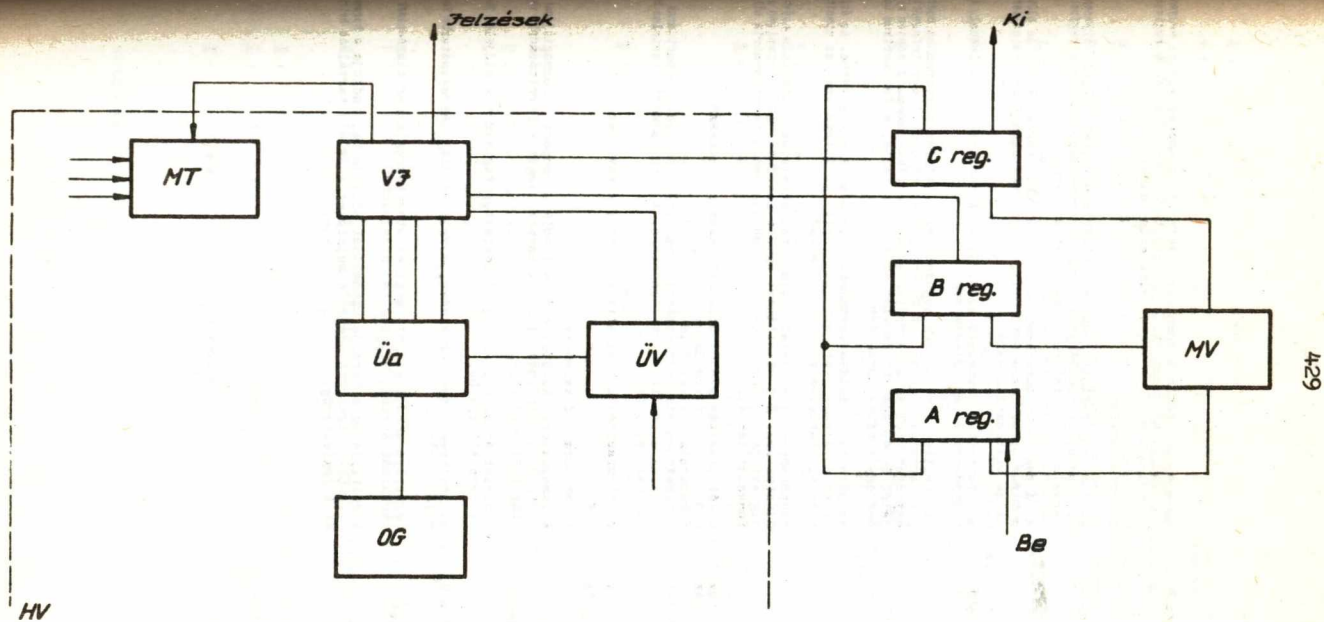 Jelzések
Ki
MT
VJ
C reg.
B reg.
Üa
ÜV
MV
A reg.
OG
Be
HV
429